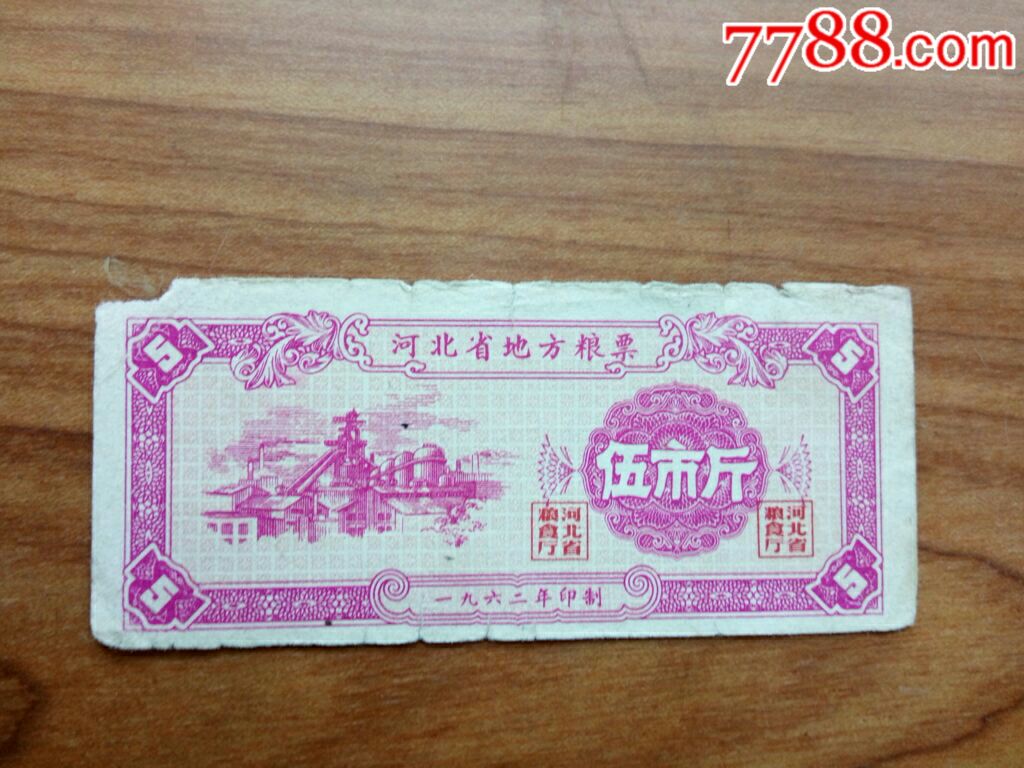 7788.com
5 河北省地方粮票 5
伍市斤
河北省粮食厅 河北省粮食厅
5 一九六二年印制 5